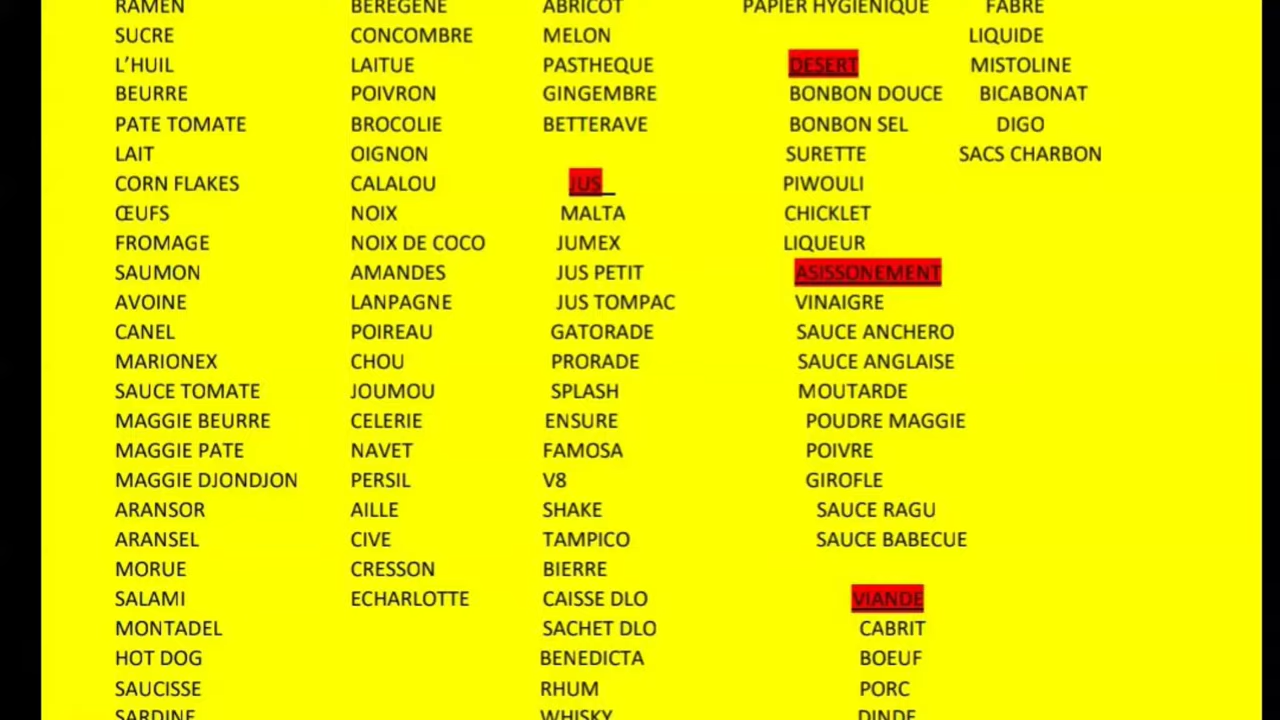 RAMEN BEREGENE ABRICOT PAPIER HYGIENIQUE FABRE
SUCRE CONCOMBRE MELON LIQUIDE
L’HUIL LAITUE PASTHEQUE DESERT MISTOLINE
BEURRE POIVRON GINGEMBRE BONBON DOUCE BICABONAT
PATE TOMATE BROCOLIE BETTERAVE BONBON SEL DIGO
LAIT OIGNON SURETTE SACS CHARBON
CORN FLAKES CALALOU JUS PIWOULI
ŒUFS NOIX MALTA CHICKLET
FROMAGE NOIX DE COCO JUMEX LIQUEUR
SAUMON AMANDES JUS PETIT ASISSONEMENT
AVOINE LANPAGNE JUS TOMPAC VINAIGRE
CANEL POIREAU GATORADE SAUCE ANCHERO
MARIONEX CHOU PRORADE SAUCE ANGLAISE
SAUCE TOMATE JOUMOU SPLASH MOUTARDE
MAGGIE BEURRE CELERIE ENSURE POUDRE MAGGIE
MAGGIE PATE NAVET FAMOSA POIVRE
MAGGIE DJONDJON PERSIL V8 GIROFLE
ARANSOR AILLE SHAKE SAUCE RAGU
ARANSEL CIVE TAMPICO SAUCE BABECUE
MORUE CRESSON BIERRE
SALAMI ECHARLOTTE CAISSE DLO VIANDE
MONTADEL SACHET DLO CABRIT
HOT DOG BENEDICTA BOEUF
SAUCISSE RHUM PORC
SARDINE WHISKY DINDE